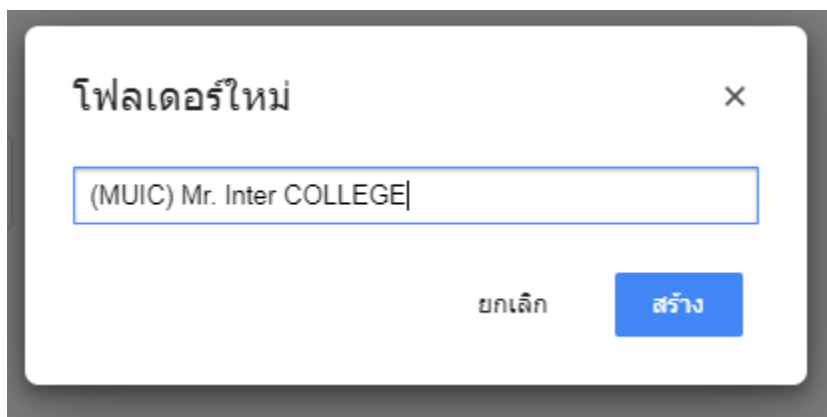 โฟลเดอร์ใหม่
(MUIC) Mr. Inter COLLEGE
ยกเลิก
สร้าง